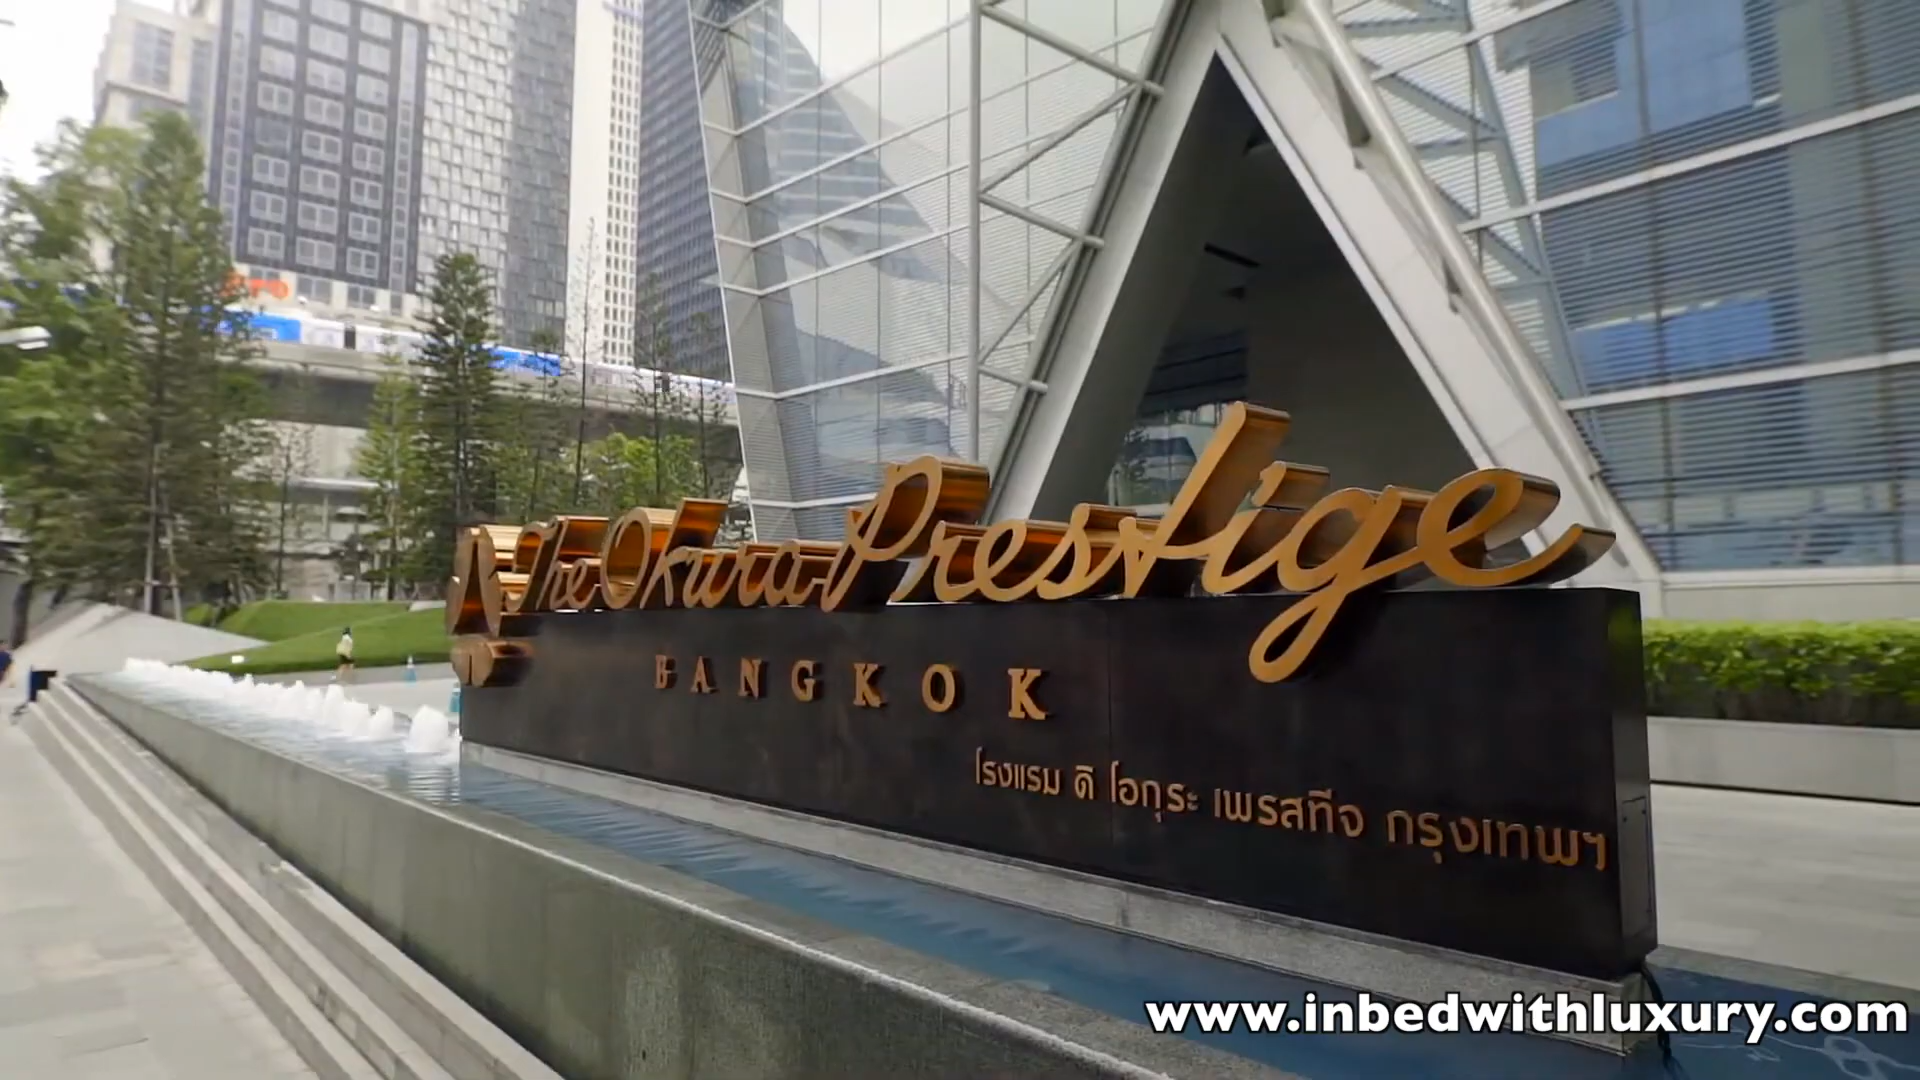 The Okura Prestige
BANGKOK
โรงแรม ดิ โอกุระ เพรสทีจ กรุงเทพฯ
www.inbedwithluxury.com